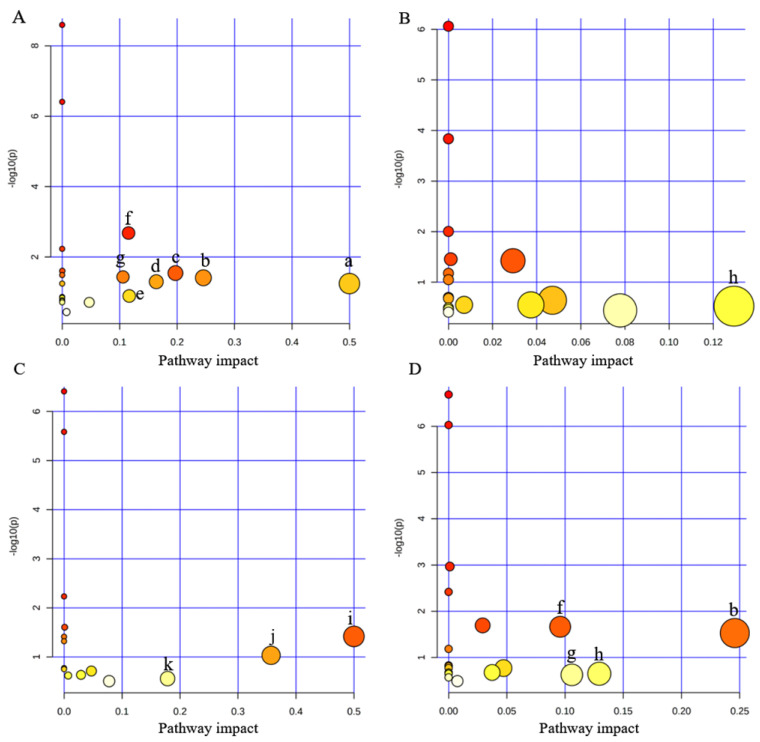 A
-log10(p)
8
6
4
2
f
g
d
c
b
a
e
0.0 0.1 0.2 0.3 0.4 0.5
Pathway impact
B
-log10(p)
6
5
4
3
2
1
h
0.00 0.02 0.04 0.06 0.08 0.10 0.12
Pathway impact
C
-log10(p)
6
5
4
3
2
1
k
j
i
0.0 0.1 0.2 0.3 0.4 0.5
Pathway impact
D
-log10(p)
6
5
4
3
2
1
f
b
g
h
0.00 0.05 0.10 0.15 0.20 0.25
Pathway impact